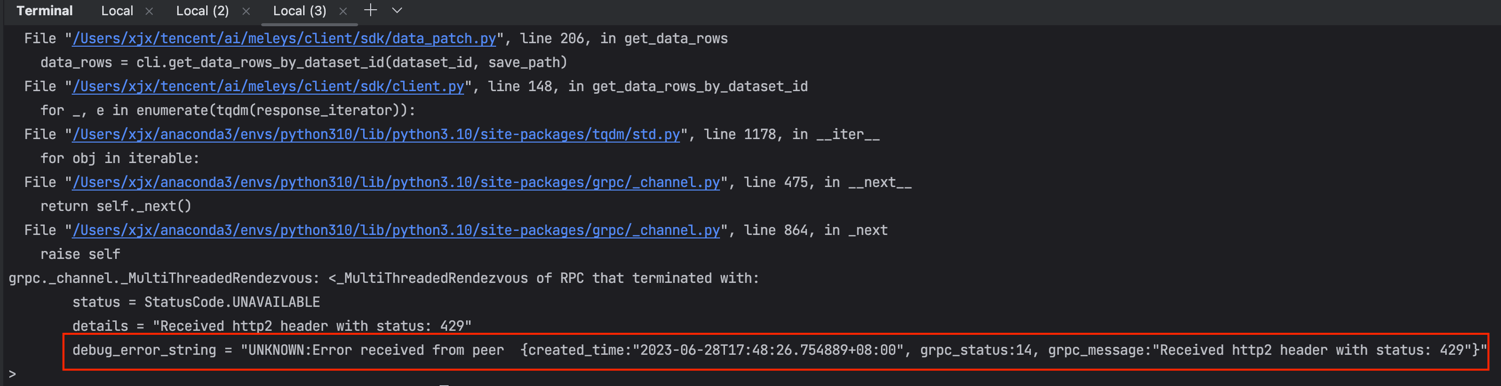 Terminal Local × Local (2) × Local (3) ×
File "/Users/xjx/tencent/ai/meleys/client/sdk/data_patch.py", line 206, in get_data_rows
data_rows = cli.get_data_rows_by_dataset_id(dataset_id, save_path)
File "/Users/xjx/tencent/ai/meleys/client/sdk/client.py", line 148, in get_data_rows_by_dataset_id
for _, e in enumerate(tqdm(response_iterator)):
File "/Users/xjx/anaconda3/envs/python310/lib/python3.10/site-packages/tqdm/std.py", line 1178, in __iter__
for obj in iterable:
File "/Users/xjx/anaconda3/envs/python310/lib/python3.10/site-packages/grpc/_channel.py", line 475, in __next__
return self._next()
File "/Users/xjx/anaconda3/envs/python310/lib/python3.10/site-packages/grpc/_channel.py", line 864, in _next
raise self
grpc._channel._MultiThreadedRendezvous: <_MultiThreadedRendezvous of RPC that terminated with:
status = StatusCode.UNAVAILABLE
details = "Received http2 header with status: 429"
debug_error_string = "UNKNOWN:Error received from peer  {created_time:"2023-06-28T17:48:26.754889+08:00", grpc_status:14, grpc_message:"Received http2 header with status: 429"}"
>